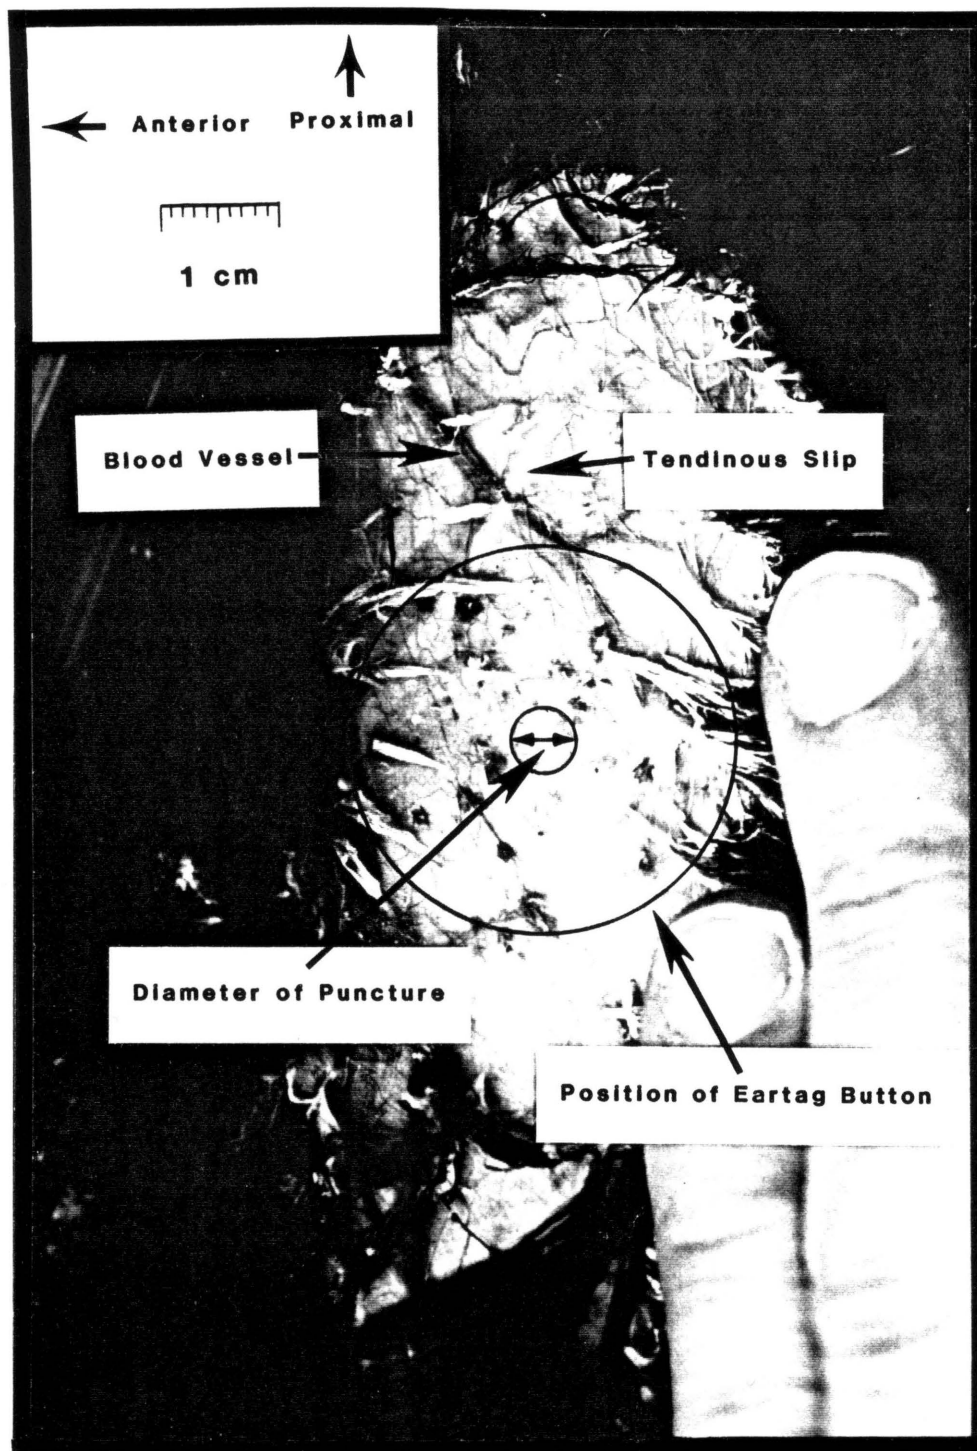 Anterior Proximal
1 cm
Blood Vessel
Tendinous Slip
Diameter of Puncture
Position of Eartag Button